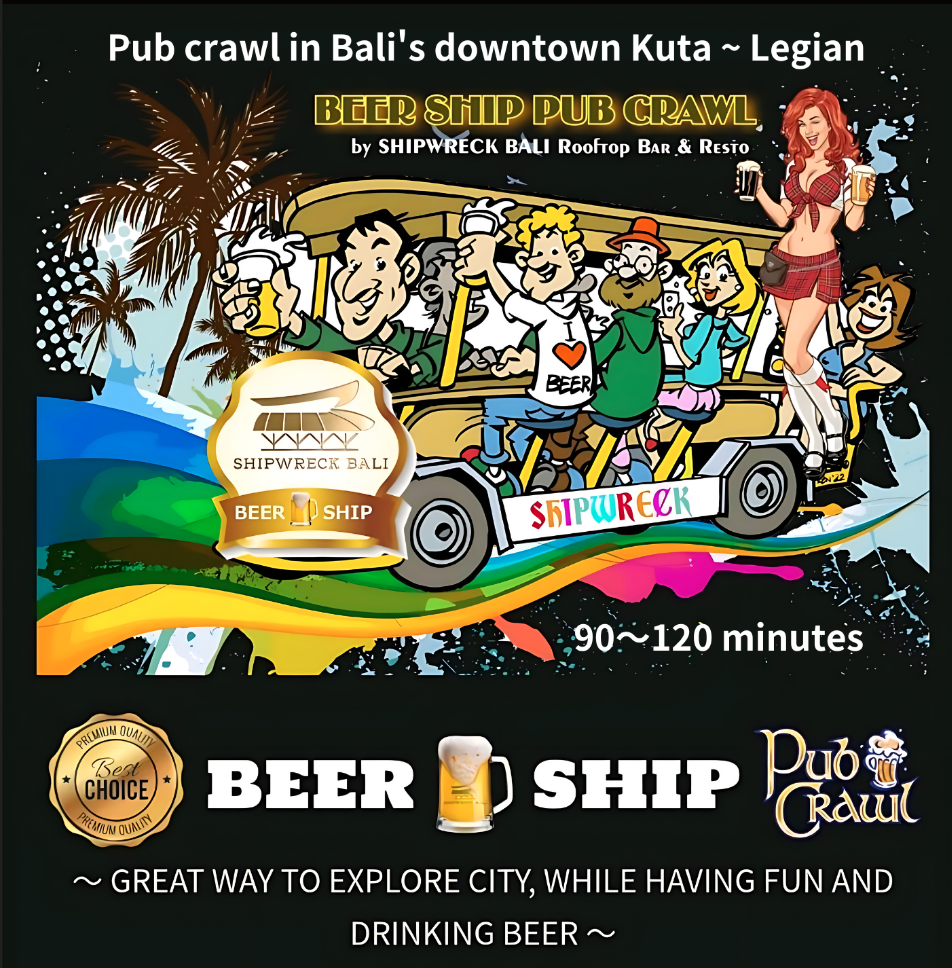 Pub crawl in Bali's downtown Kuta ~ Legian
BEER SHIP PUB CRAWL
by SHIPWRECK BALI Rooftop Bar & Resto
I
BEER
SHIPWRECK BALI
BEER SHIP
SHIPWRECK
90～120 minutes
PREMIUM QUALITY
Best
CHOICE
PREMIUM QUALITY
BEER SHIP
Pub
Crawl
～ GREAT WAY TO EXPLORE CITY, WHILE HAVING FUN AND
DRINKING BEER ～